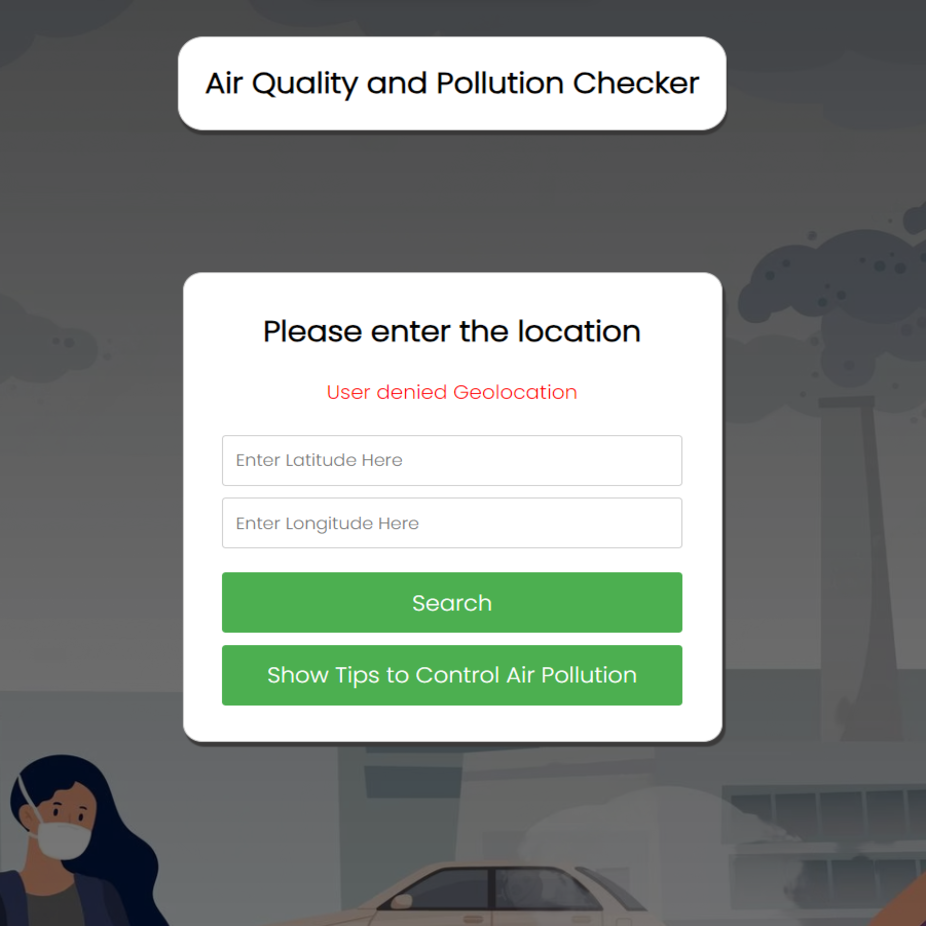 Air Quality and Pollution Checker
Please enter the location
User denied Geolocation
Enter Latitude Here
Enter Longitude Here
Search
Show Tips to Control Air Pollution